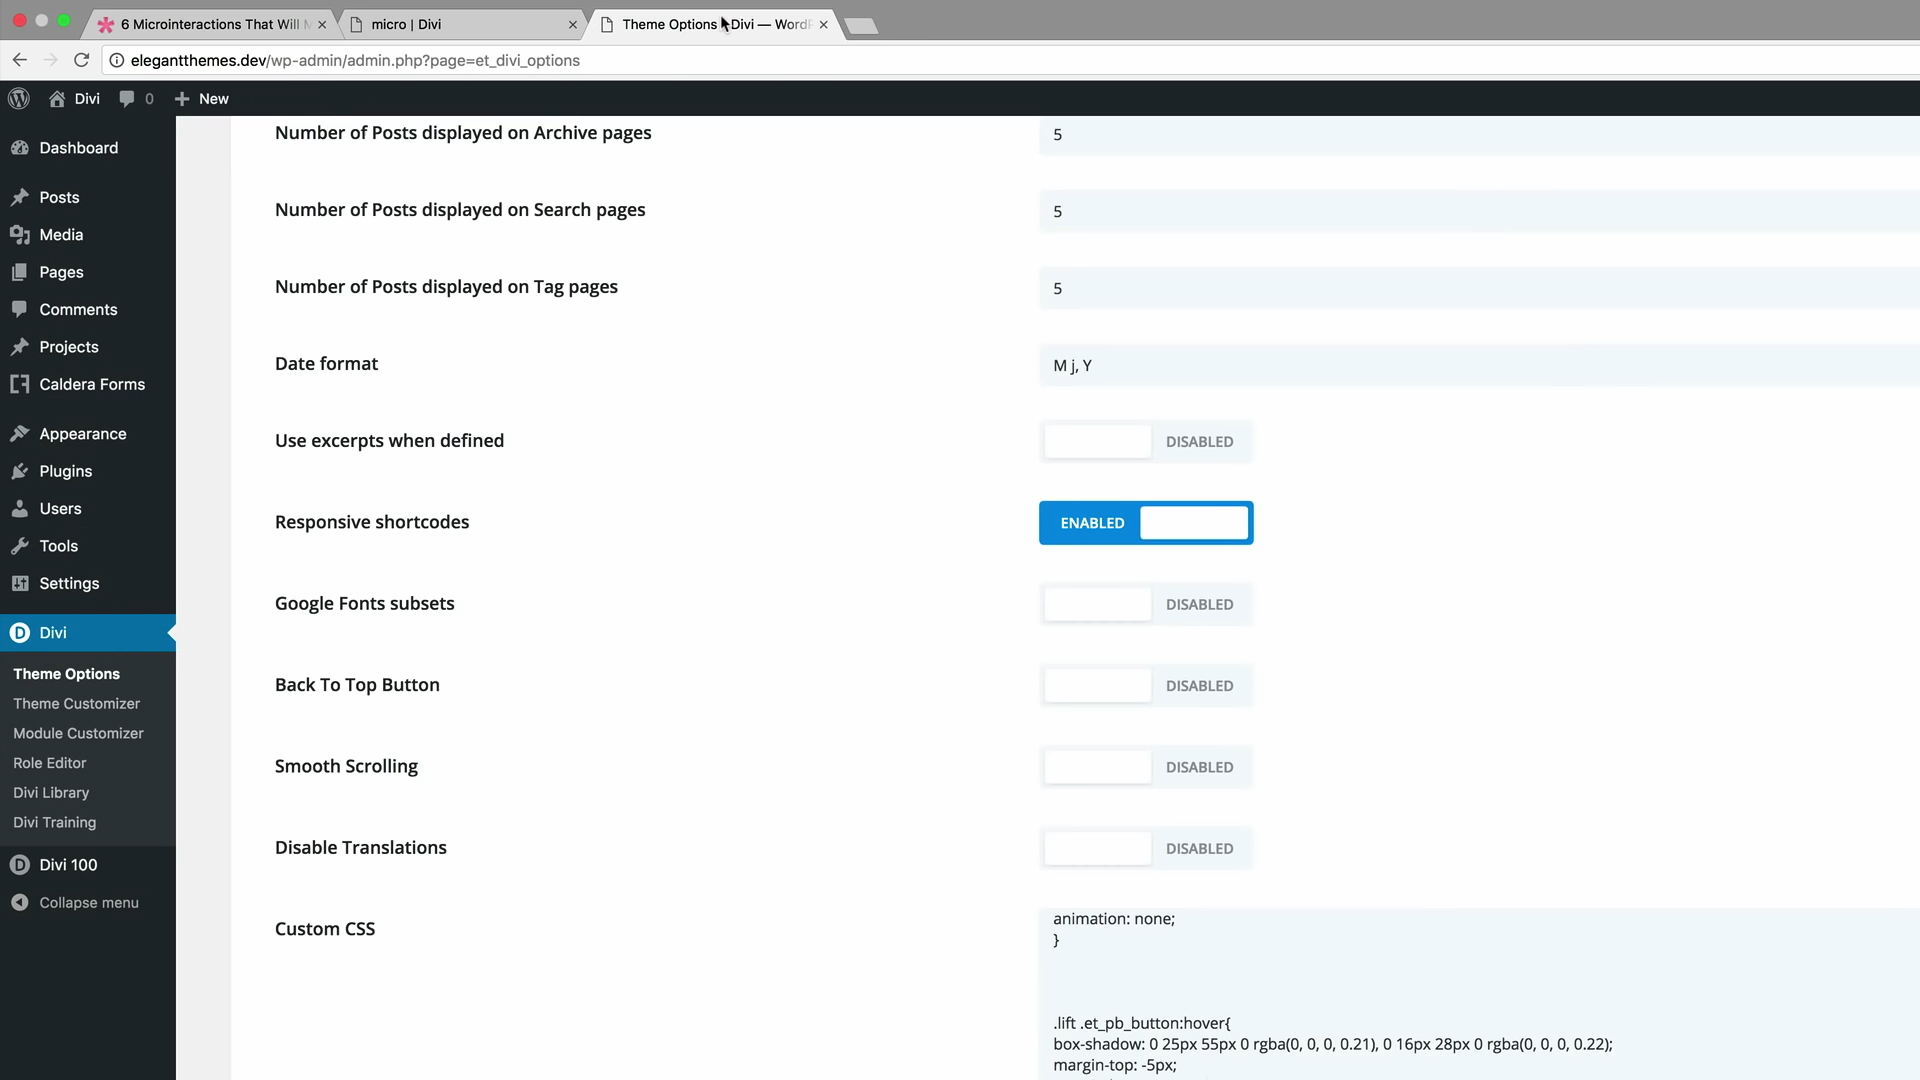 6 Microinteractions That Will M
micro | Divi
Theme Options Divi — WordP
elegantthemes.dev/wp-admin/admin.php?page=et_divi_options
Divi
0
New
Dashboard
Posts
Media
Pages
Comments
Projects
Caldera Forms
Appearance
Plugins
Users
Tools
Settings
Divi
Theme Options
Theme Customizer
Module Customizer
Role Editor
Divi Library
Divi Training
Divi 100
Collapse menu
Number of Posts displayed on Archive pages
5
Number of Posts displayed on Search pages
5
Number of Posts displayed on Tag pages
5
Date format
M j, Y
Use excerpts when defined
DISABLED
Responsive shortcodes
ENABLED
Google Fonts subsets
DISABLED
Back To Top Button
DISABLED
Smooth Scrolling
DISABLED
Disable Translations
DISABLED
Custom CSS
animation: none;
}
.lift .et_pb_button:hover{
box-shadow: 0 25px 55px 0 rgba(0, 0, 0, 0.21), 0 16px 28px 0 rgba(0, 0, 0, 0.22);
margin-top: -5px;